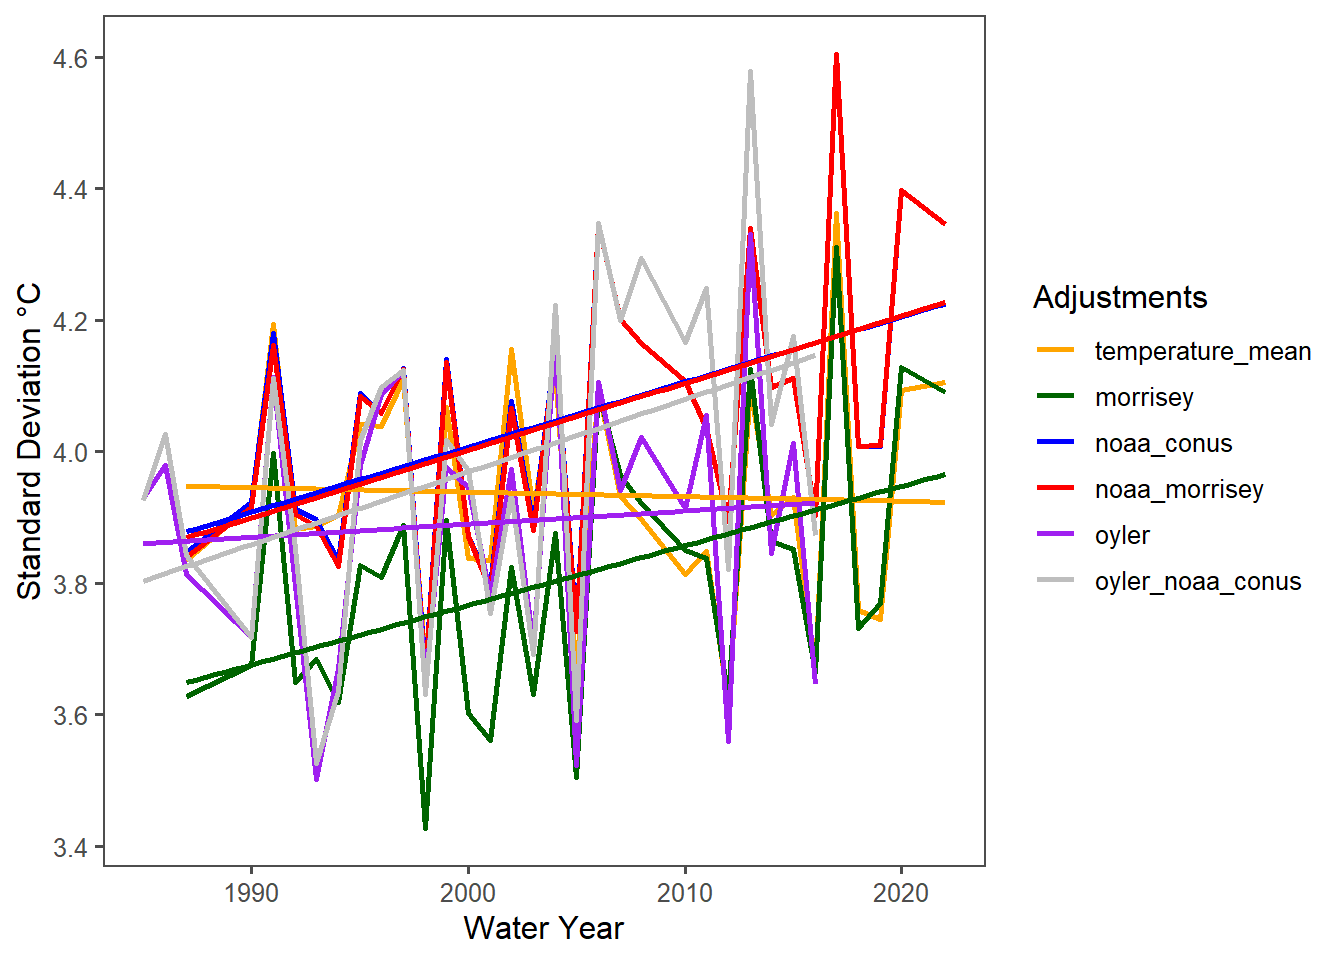 4.6
4.4
4.2
4.0
3.8
3.6
3.4
Standard Deviation °C
1990 2000 2010 2020
Water Year
Adjustments
temperature_mean
morrisey
noaa_conus
noaa_morrisey
oyler
oyler_noaa_conus